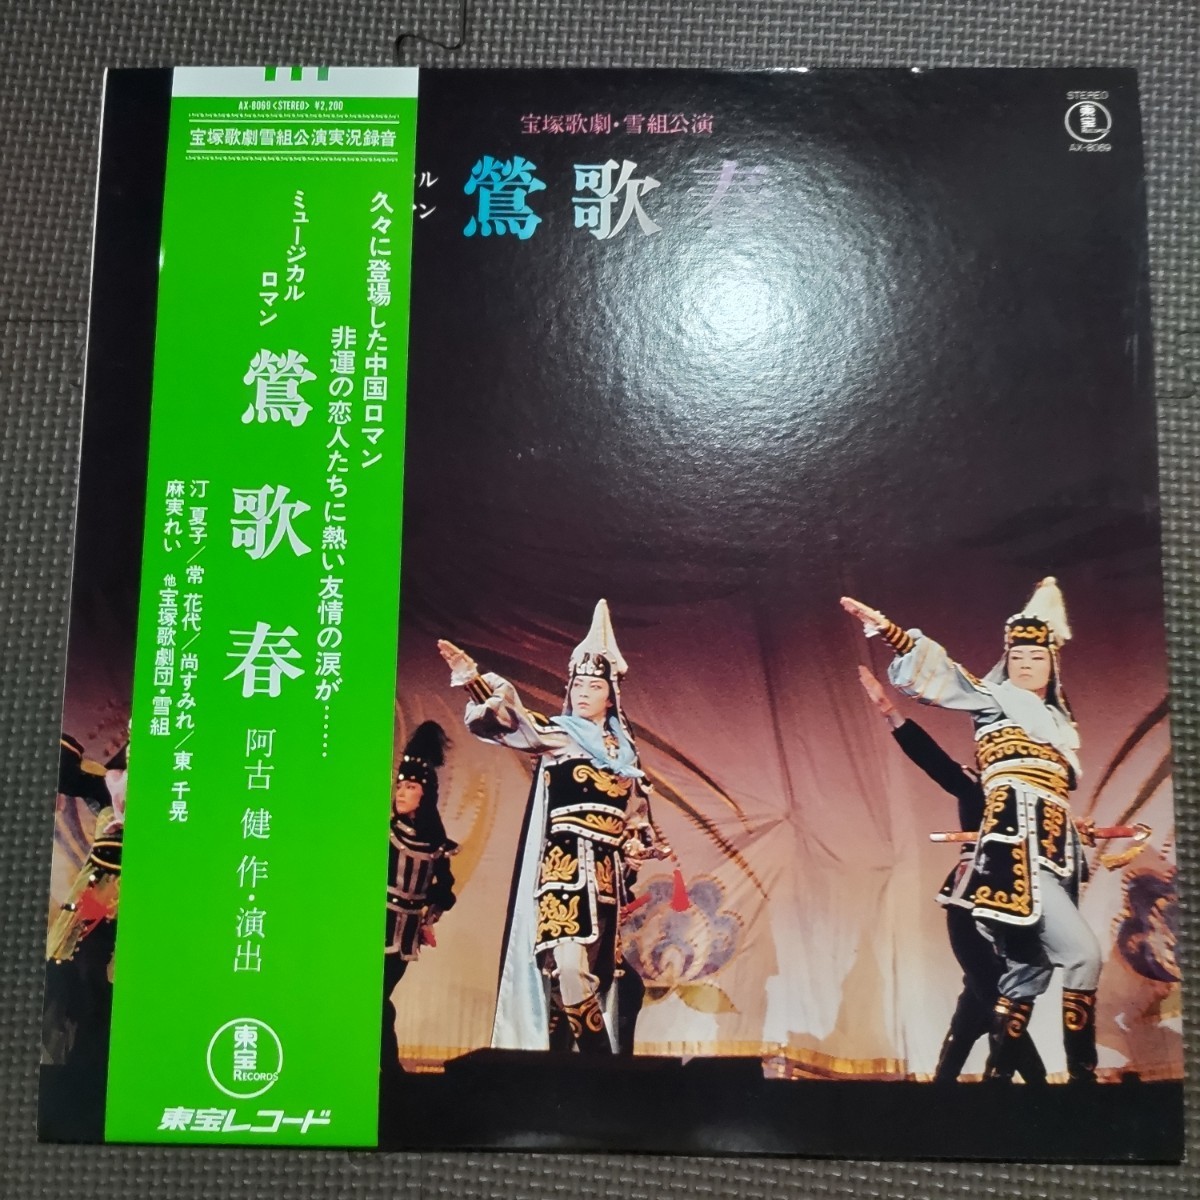 AX-8069<STEREO> ¥2,200
宝塚歌劇雪組公演実況録音
久々に登場した中国ロマン
非運の恋人たちに熱い友情の涙が……
ミュージカル
ロマン
鶯歌春
阿古 健 作・演出
汀 夏子/常 花代/尚すみれ/東 千晃
麻実れい 他 宝塚歌劇団・雪組
東宝
RECORDS
東宝レコード
宝塚歌劇・雪組公演
ル
ン
鶯歌春
STEREO
東宝
AX-8069